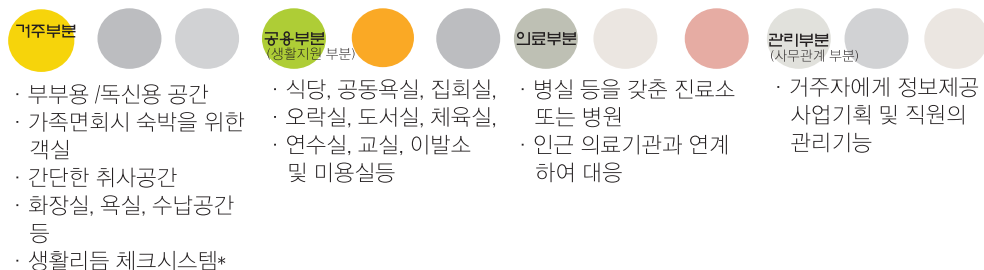 거주부분
· 부부용 /독신용 공간
· 가족면회시 숙박을 위한
객실
· 간단한 취사공간
· 화장실, 욕실, 수납공간
등
· 생활리듬 체크시스템*
공용부분
(생활지원 부분)
· 식당, 공동욕실, 집회실,
· 오락실, 도서실, 체육실,
· 연수실, 교실, 이발소
및 미용실등
의료부분
· 병실 등을 갖춘 진료소
또는 병원
· 인근 의료기관과 연계
하여 대응
관리부분
(사무관계 부분)
· 거주자에게 정보제공
사업기획 및 직원의
관리기능